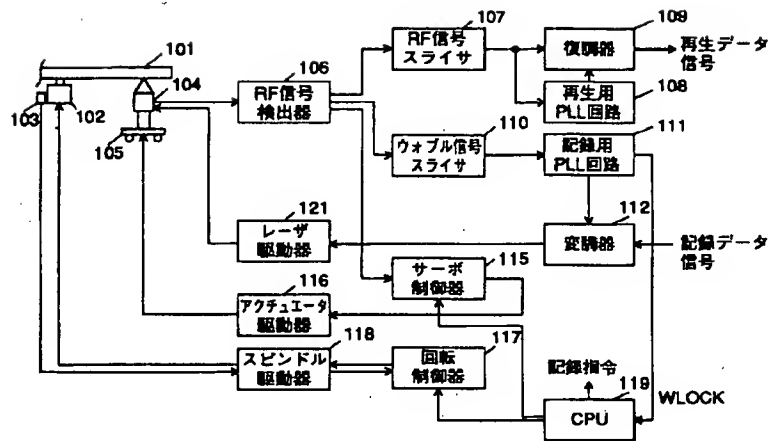 101
102
103
104
105
106
RF信号
検出器
107
RF信号
スライサ
109
復調器
再生データ
信号
108
再生用
PLL回路
110
ウォブル信号
スライサ
111
記録用
PLL回路
112
変調器
記録データ
信号
121
レーザ
駆動器
115
サーボ
制御器
116
アクチュエータ
駆動器
118
スピンドル
駆動器
117
回転
制御器
記録指令
119
CPU
WLOCK